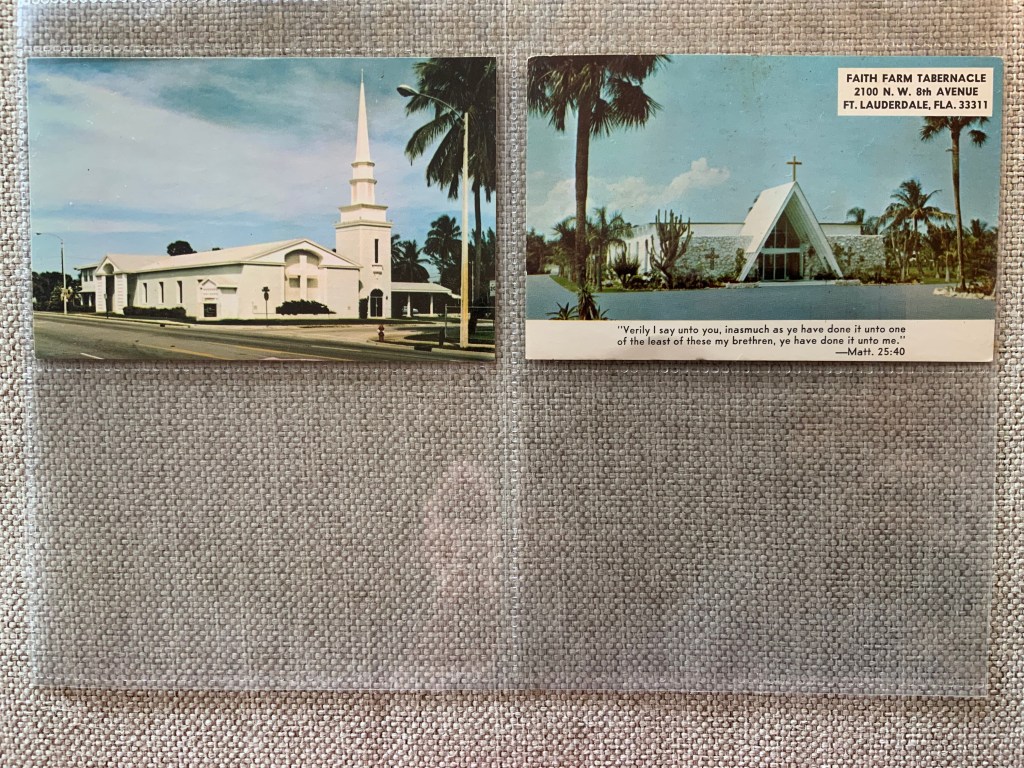 FAITH FARM TABERNACLE
2100 N. W. 8th AVENUE
FT. LAUDERDALE, FLA. 33311
"Verily I say unto you, inasmuch as ye have done it unto one
of the least of these my brethren, ye have done it unto me."
—Matt. 25:40